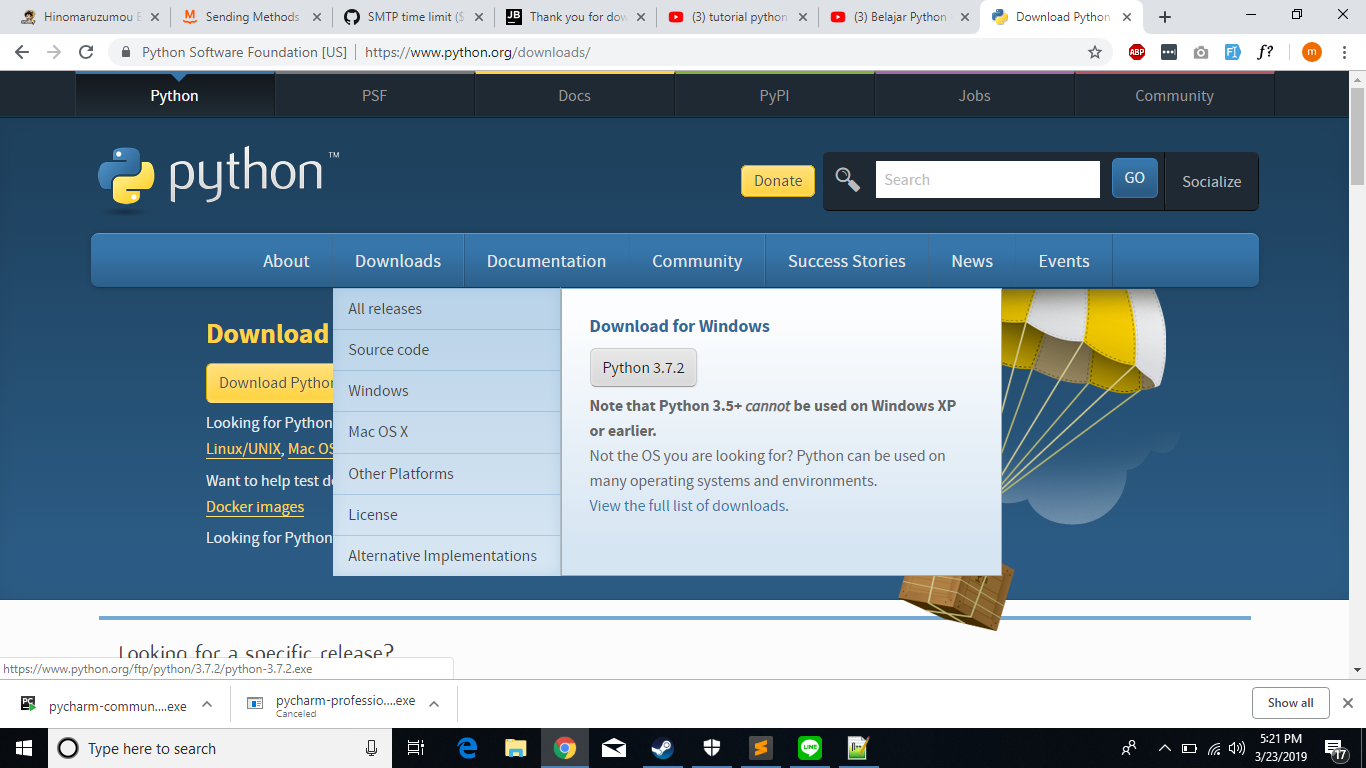 Hinomaruzumou E
Sending Methods
SMTP time limit (S
Thank you for dow
(3) tutorial python
(3) Belajar Python
Download Python
Python Software Foundation [US] | https://www.python.org/downloads/
ABP
f?
m
Python
PSF
Docs
PyPI
Jobs
Community
python™
Donate
Search
GO
Socialize
About
Downloads
Documentation
Community
Success Stories
News
Events
Download
Download Python
Looking for Python
Linux/UNIX, Mac OS
Want to help test de
Docker images
Looking for Python
All releases
Source code
Windows
Mac OS X
Other Platforms
License
Alternative Implementations
Download for Windows
Python 3.7.2
Note that Python 3.5+ cannot be used on Windows XP
or earlier.
Not the OS you are looking for? Python can be used on
many operating systems and environments.
View the full list of downloads.
Looking for a specific release?
https://www.python.org/ftp/python/3.7.2/python-3.7.2.exe
PC
pycharm-commun....exe
pycharm-professio....exe
Canceled
Show all
Type here to search
LINE
5:21 PM
3/23/2019
17